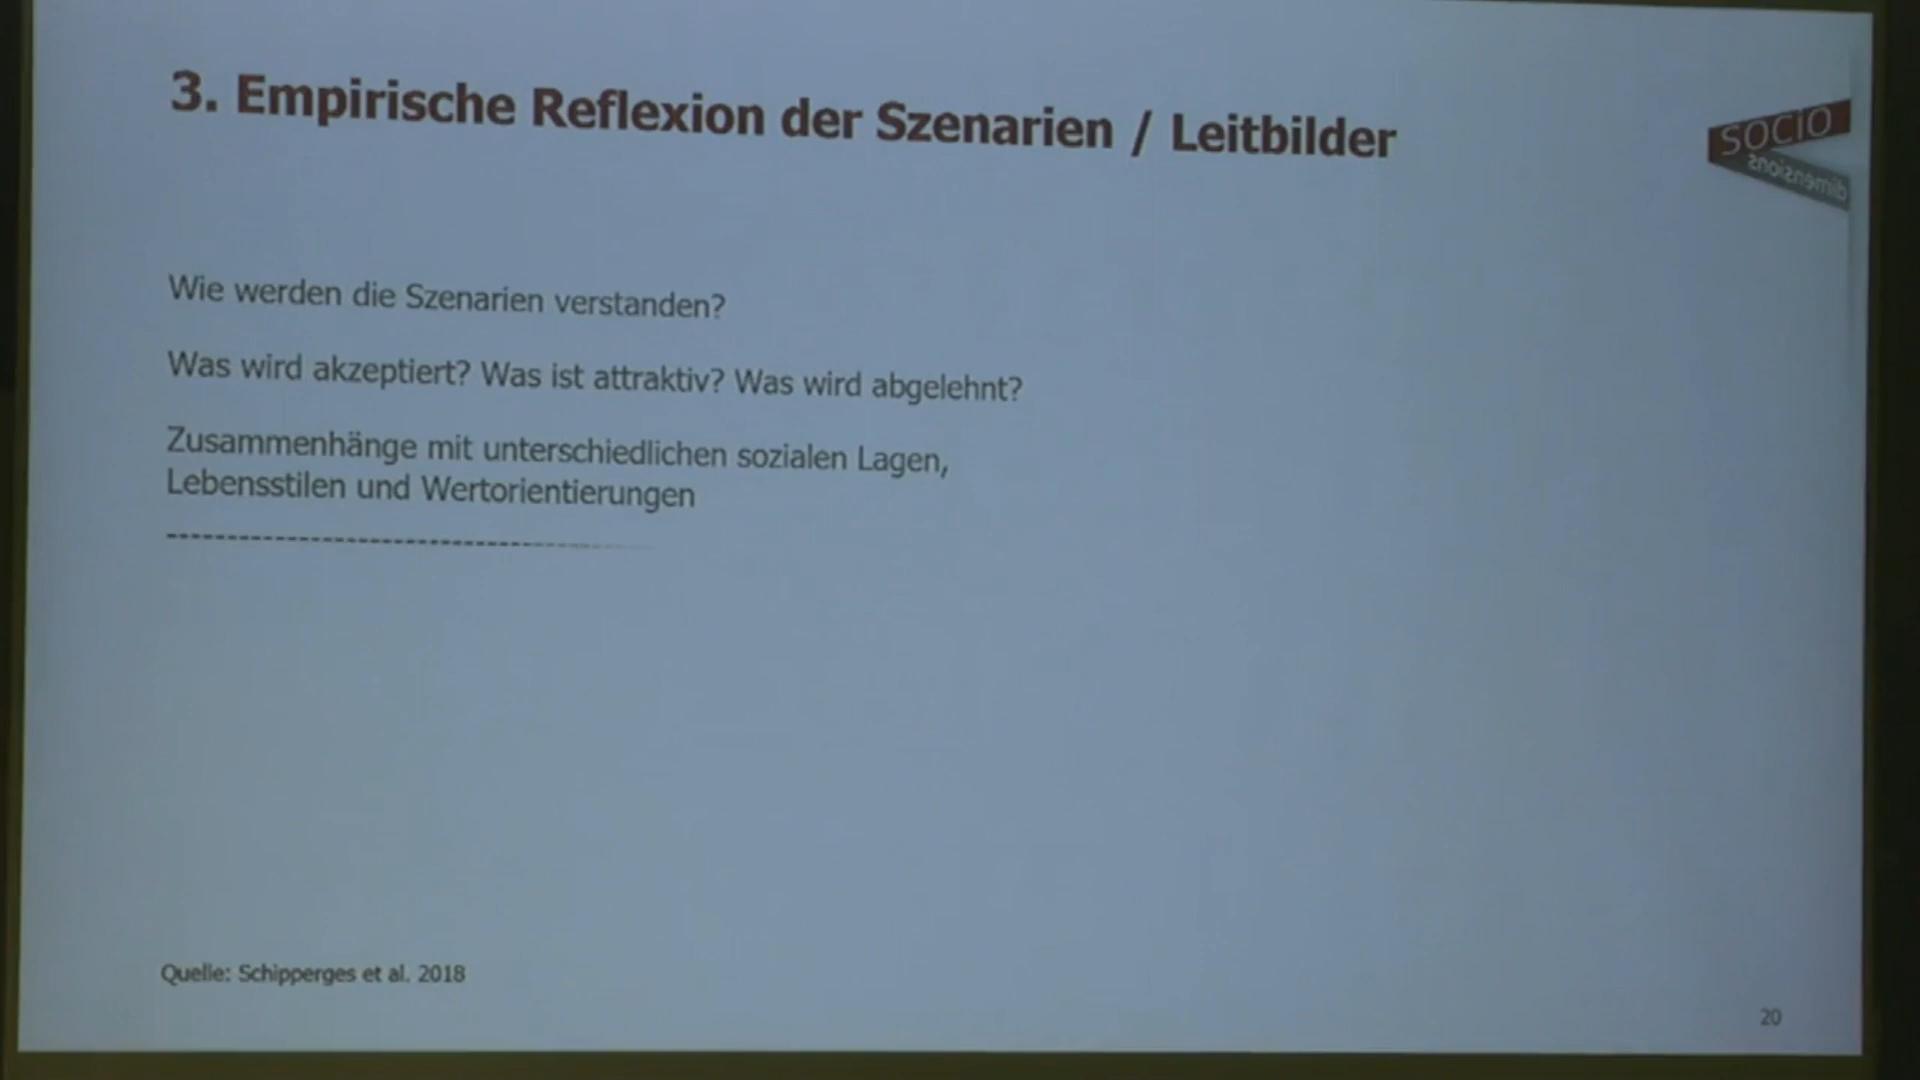 3. Empirische Reflexion der Szenarien / Leitbilder
SOCIO
dimensions
Wie werden die Szenarien verstanden?
Was wird akzeptiert? Was ist attraktiv? Was wird abgelehnt?
Zusammenhänge mit unterschiedlichen sozialen Lagen,
Lebensstilen und Wertorientierungen
Quelle: Schipperges et al. 2018
20